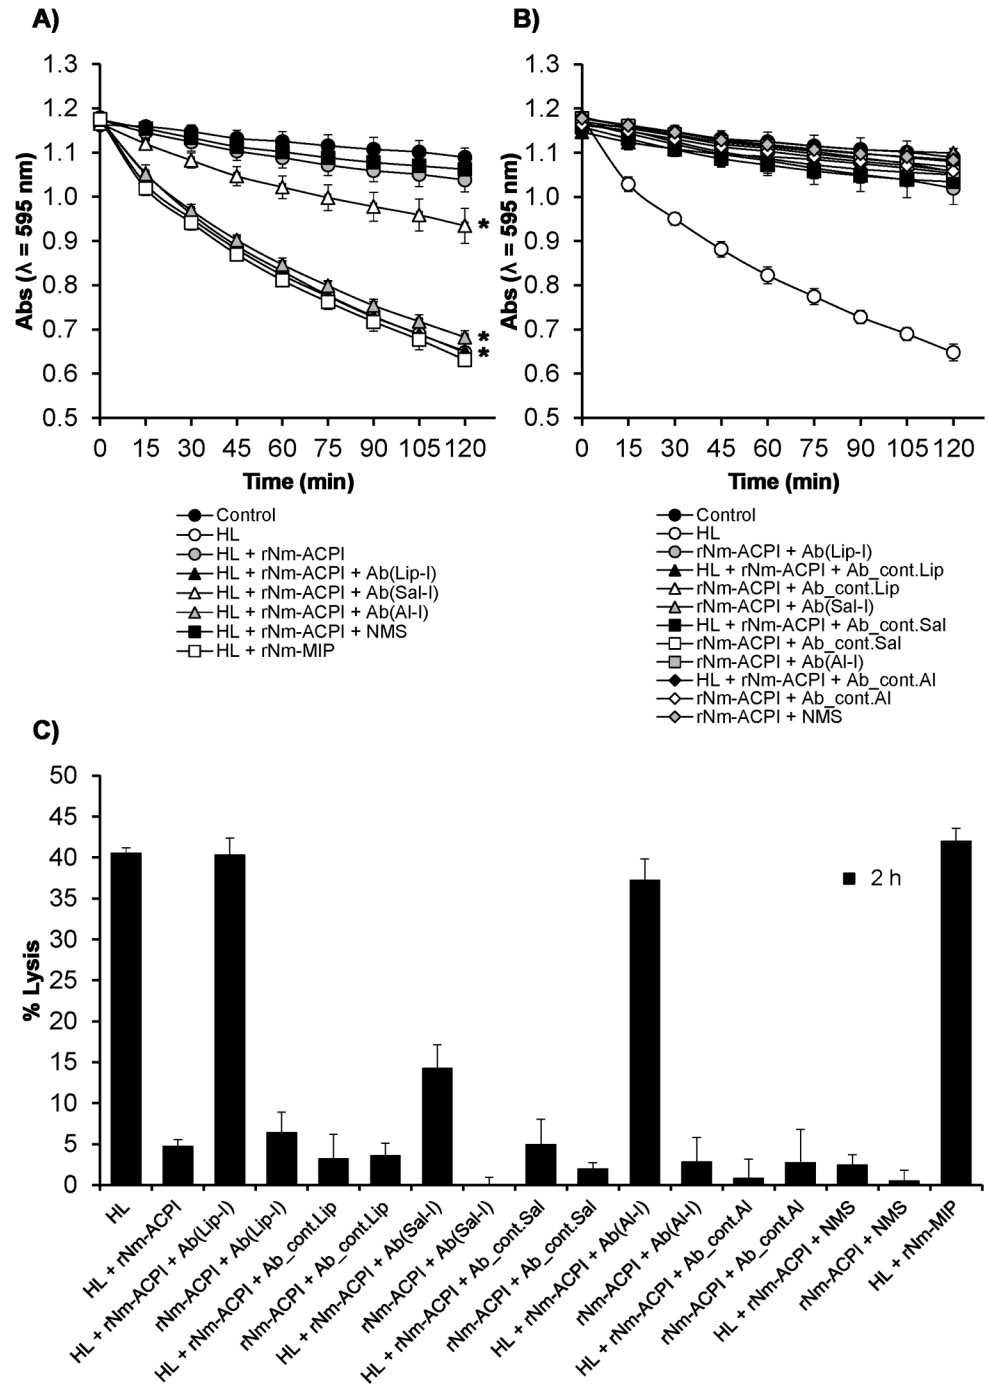 A)
B)
1.3
1.2
1.1
1.0
0.9
0.8
0.7
0.6
0.5
Abs (λ = 595 nm)
*
*
*
0 15 30 45 60 75 90 105 120
Time (min)
1.3
1.2
1.1
1.0
0.9
0.8
0.7
0.6
0.5
Abs (λ = 595 nm)
0 15 30 45 60 75 90 105 120
Time (min)
Control
HL
HL + rNm-ACPI
HL + rNm-ACPI + Ab(Lip-I)
HL + rNm-ACPI + Ab(Sal-I)
HL + rNm-ACPI + Ab(Al-I)
HL + rNm-ACPI + NMS
HL + rNm-MIP
Control
HL
rNm-ACPI + Ab(Lip-I)
HL + rNm-ACPI + Ab_cont.Lip
rNm-ACPI + Ab_cont.Lip
rNm-ACPI + Ab(Sal-I)
HL + rNm-ACPI + Ab_cont.Sal
rNm-ACPI + Ab_cont.Sal
rNm-ACPI + Ab(Al-I)
HL + rNm-ACPI + Ab_cont.Al
rNm-ACPI + Ab_cont.Al
rNm-ACPI + NMS
C)
50
45
40
35
30
25
20
15
10
5
0
% Lysis
2 h
HL
HL + rNm-ACPI
HL + rNm-ACPI + Ab(Lip-I)
rNm-ACPI + Ab(Lip-I)
HL + rNm-ACPI + Ab_cont.Lip
rNm-ACPI + Ab_cont.Lip
HL + rNm-ACPI + Ab(Sal-I)
rNm-ACPI + Ab(Sal-I)
HL + rNm-ACPI + Ab_cont.Sal
rNm-ACPI + Ab_cont.Sal
HL + rNm-ACPI + Ab(Al-I)
rNm-ACPI + Ab(Al-I)
HL + rNm-ACPI + Ab_cont.Al
rNm-ACPI + Ab_cont.Al
HL + rNm-ACPI + NMS
rNm-ACPI + NMS
HL + rNm-MIP